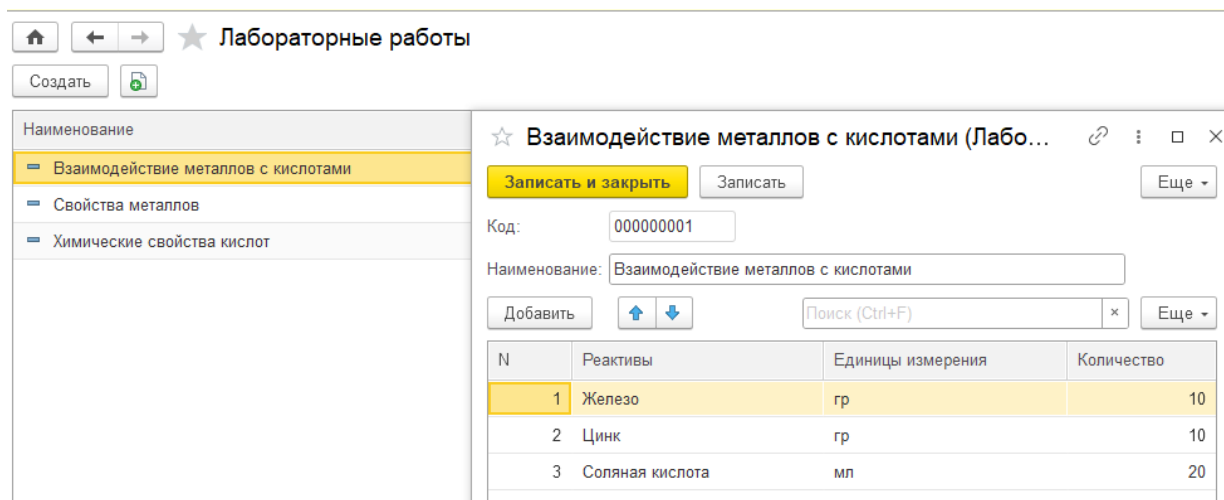 Лабораторные работы
Создать
Наименование
Взаимодействие металлов с кислотами
Свойства металлов
Химические свойства кислот
Взаимодействие металлов с кислотами (Лабо...
Записать и закрыть Записать Еще
Код: 000000001
Наименование: Взаимодействие металлов с кислотами
Добавить Поиск (Ctrl+F) × Еще
N Реактивы Единицы измерения Количество
1 Железо гр 10
2 Цинк гр 10
3 Соляная кислота мл 20